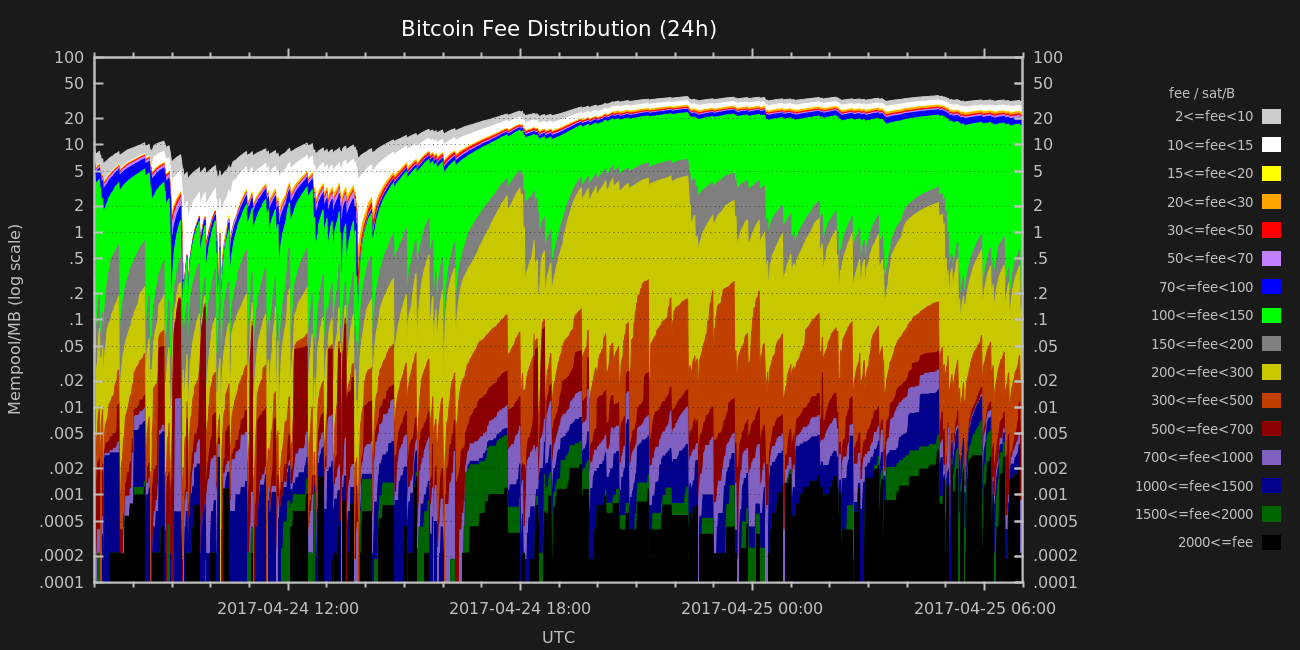 Bitcoin Fee Distribution (24h)
100
50
20
10
5
2
1
.5
.2
.1
.05
.02
.01
.005
.002
.001
.0005
.0002
.0001
Mempool/MB (log scale)
100
50
20
10
5
2
1
.5
.2
.1
.05
.02
.01
.005
.002
.001
.0005
.0002
.0001
2017-04-24 12:00
2017-04-24 18:00
2017-04-25 00:00
2017-04-25 06:00
UTC
fee / sat/B
2<=fee<10
10<=fee<15
15<=fee<20
20<=fee<30
30<=fee<50
50<=fee<70
70<=fee<100
100<=fee<150
150<=fee<200
200<=fee<300
300<=fee<500
500<=fee<700
700<=fee<1000
1000<=fee<1500
1500<=fee<2000
2000<=fee